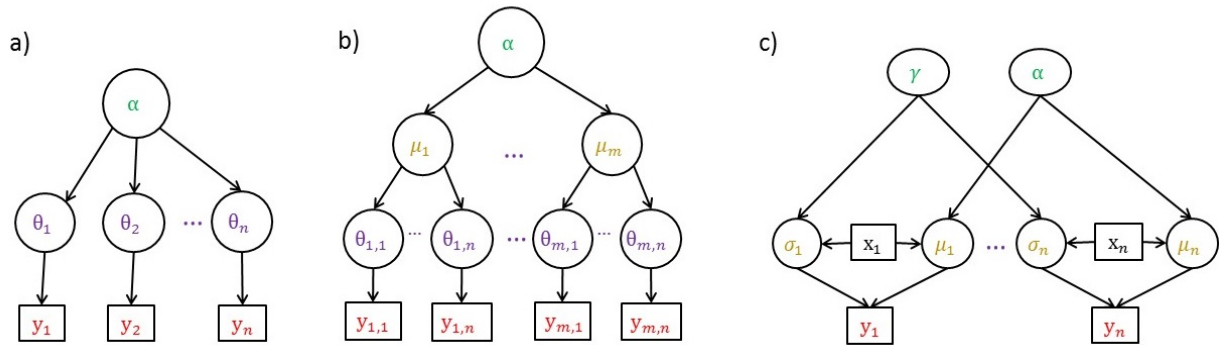 a)
α
θ₁ θ₂ ... θₙ
y₁ y₂ yₙ
b)
α
μ₁ ... μₘ
θ₁,₁ ... θ₁,ₙ ... θₘ,₁ ... θₘ,ₙ
y₁,₁ y₁,ₙ yₘ,₁ yₘ,ₙ
c)
γ α
σ₁ x₁ μ₁ ... σₙ xₙ μₙ
y₁ yₙ